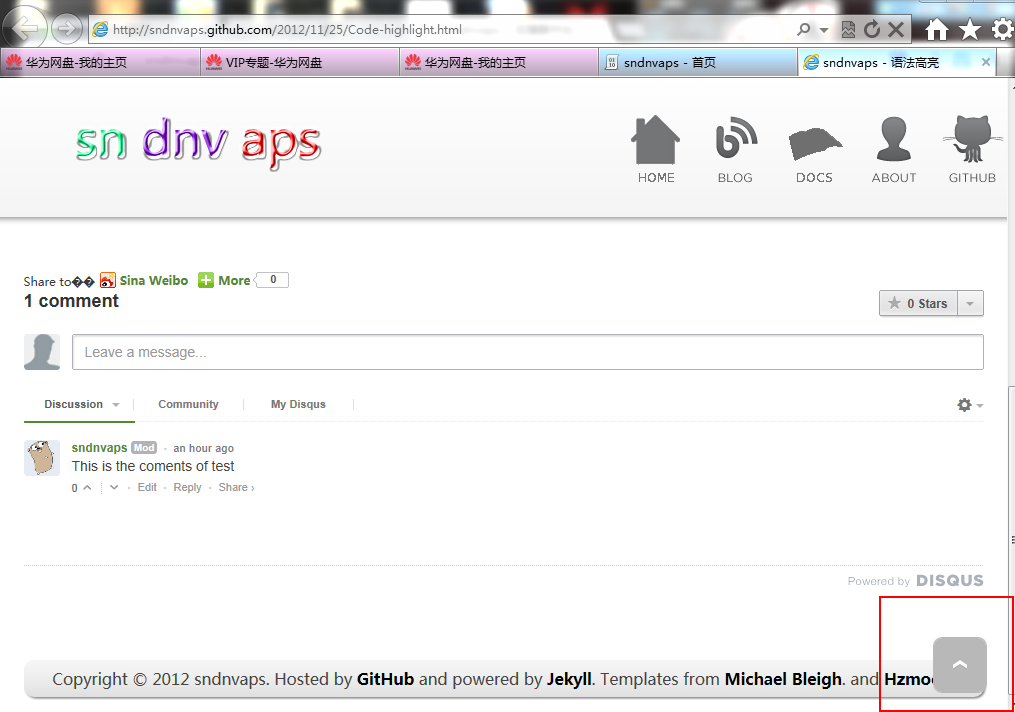 http://sndnvaps.github.com/2012/11/25/Code-highlight.html
华为网盘-我的主页 VIP专题-华为网盘 华为网盘-我的主页 sndnvaps - 首页 sndnvaps - 语法高亮
sn dnv aps
HOME BLOG DOCS ABOUT GITHUB
Share to�� Sina Weibo More 0
1 comment
0 Stars
Leave a message...
Discussion Community My Disqus
sndnvaps Mod - an hour ago
This is the coments of test
0 Edit · Reply · Share ›
Powered by DISQUS
Copyright © 2012 sndnvaps. Hosted by GitHub and powered by Jekyll. Templates from Michael Bleigh. and